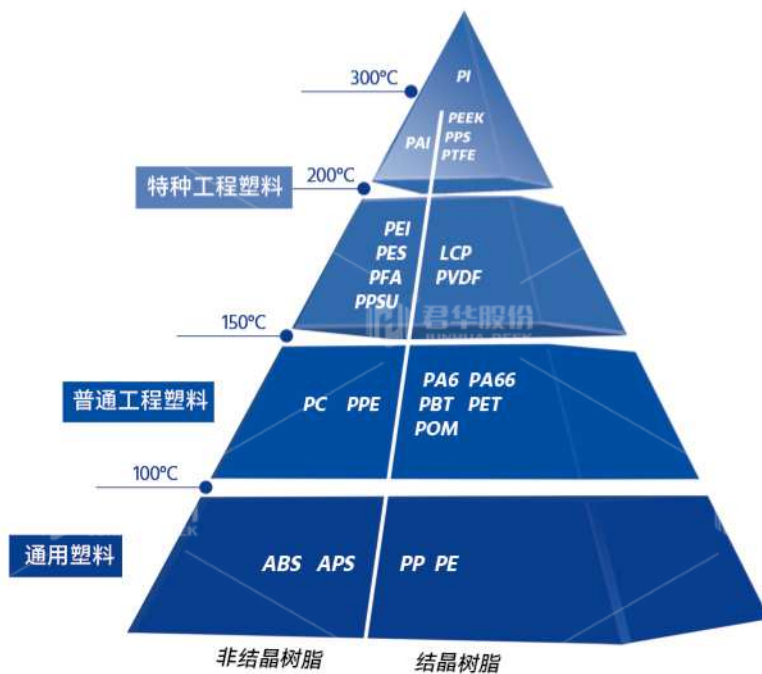 300°C
PI
PEEK
PAI PPS
PTFE
200°C
特种工程塑料
PEI
PES LCP
PFA PVDF
PPSU
君华股份
JUNHUA PEEK
150°C
普通工程塑料
PA6 PA66
PC PPE PBT PET
POM
100°C
通用塑料
ABS APS PP PE
非结晶树脂 结晶树脂